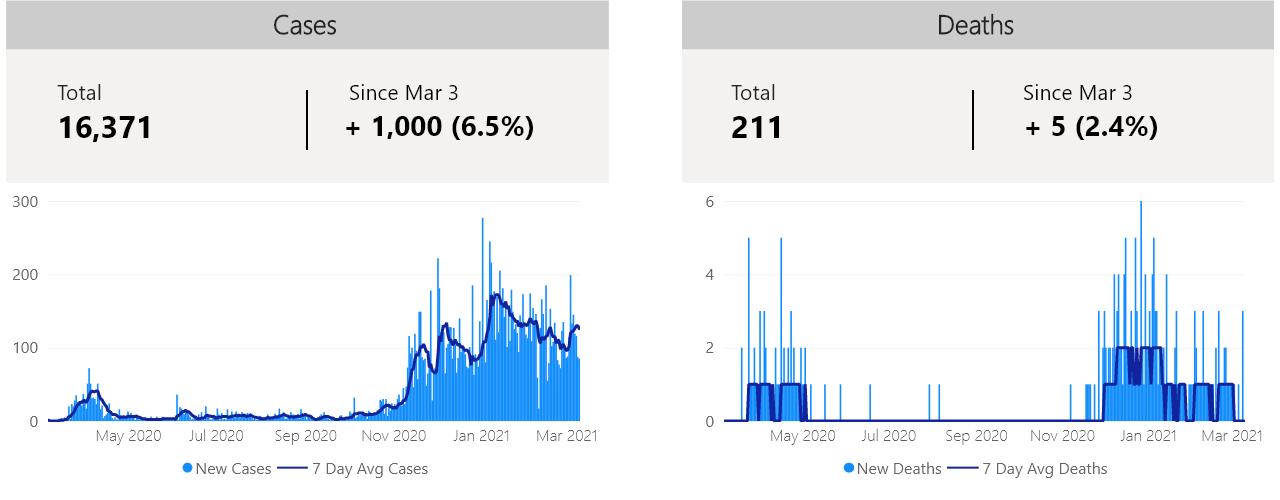 Cases
Total
16,371
Since Mar 3
+ 1,000 (6.5%)
300
200
100
0
May 2020 Jul 2020 Sep 2020 Nov 2020 Jan 2021 Mar 2021
New Cases 7 Day Avg Cases
Deaths
Total
211
Since Mar 3
+ 5 (2.4%)
6
4
2
0
May 2020 Jul 2020 Sep 2020 Nov 2020 Jan 2021 Mar 2021
New Deaths 7 Day Avg Deaths